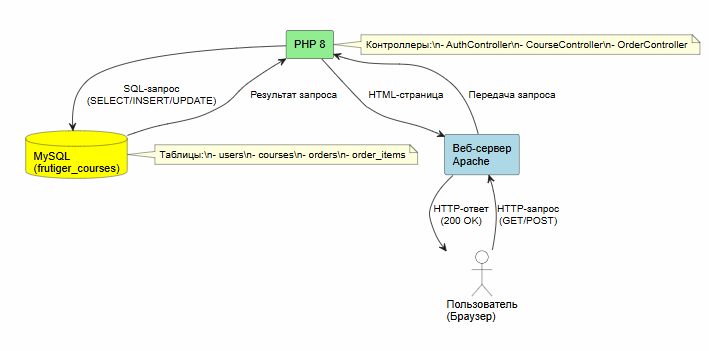 PHP 8
Контроллеры:\n- AuthController\n- CourseController\n- OrderController
SQL-запрос
(SELECT/INSERT/UPDATE)
Результат запроса
HTML-страница
Передача запроса
MySQL
(frutiger_courses)
Таблицы:\n- users\n- courses\n- orders\n- order_items
Веб-сервер
Apache
HTTP-ответ
(200 OK)
HTTP-запрос
(GET/POST)
Пользователь
(Браузер)